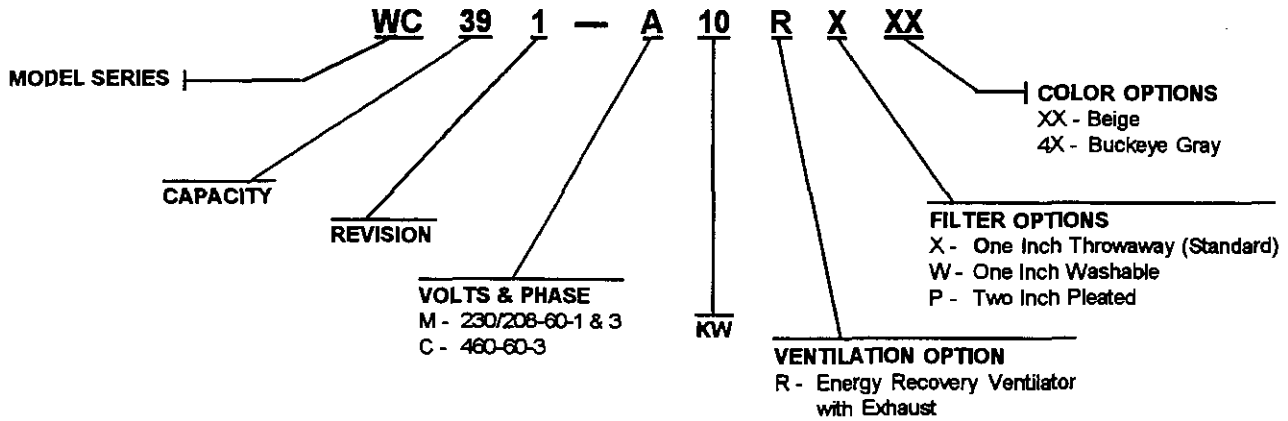 WC 39 1 — A 10 R X XX
MODEL SERIES
COLOR OPTIONS
XX - Beige
4X - Buckeye Gray
CAPACITY
REVISION
FILTER OPTIONS
X - One Inch Throwaway (Standard)
W - One Inch Washable
P - Two Inch Pleated
VOLTS & PHASE
M - 230/208-60-1 & 3
C - 460-60-3
KW
VENTILATION OPTION
R - Energy Recovery Ventilator
with Exhaust